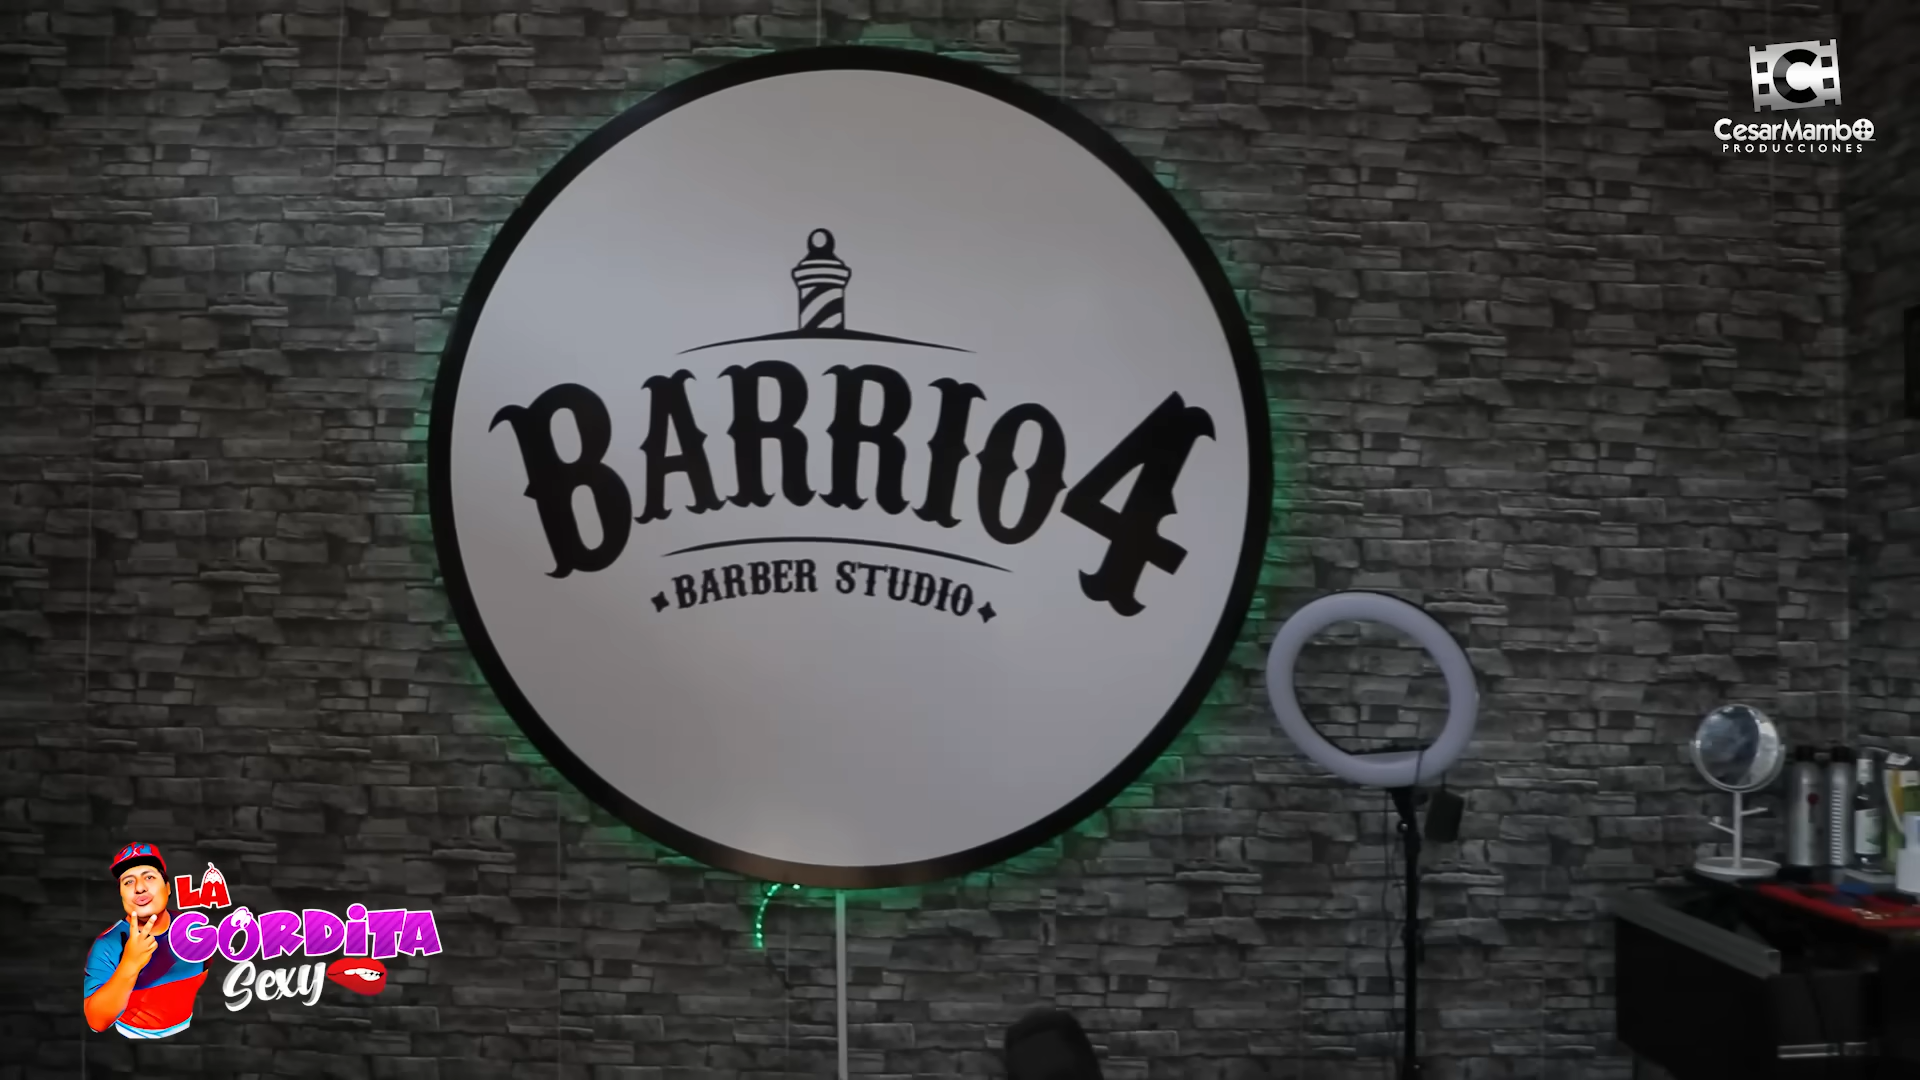 CesarMambo
PRODUCCIONES
BARRIO4
BARBER STUDIO
LA
GORDITA
Sexy